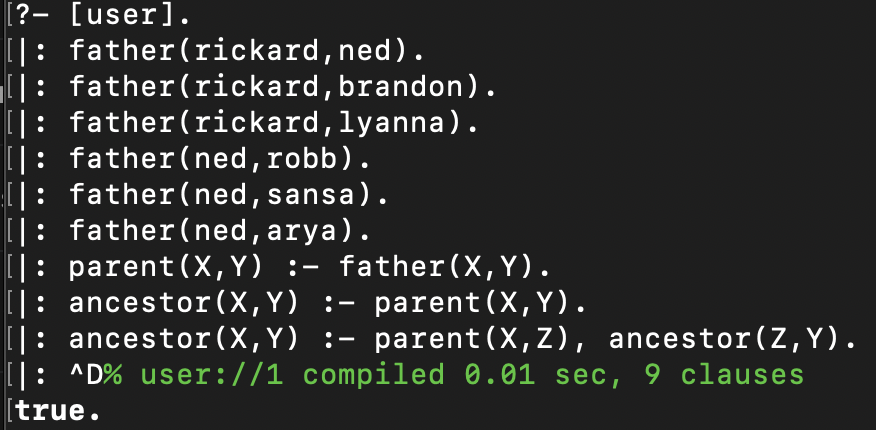 [?- [user].
[|: father(rickard,ned).
[|: father(rickard,brandon).
[|: father(rickard,lyanna).
[|: father(ned,robb).
[|: father(ned,sansa).
[|: father(ned,arya).
[|: parent(X,Y) :- father(X,Y).
[|: ancestor(X,Y) :- parent(X,Y).
[|: ancestor(X,Y) :- parent(X,Z), ancestor(Z,Y).
[|: ^D% user://1 compiled 0.01 sec, 9 clauses
[true.